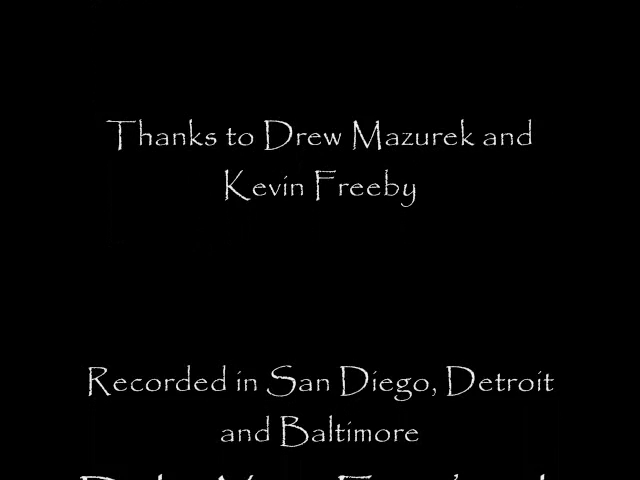 Thanks to Drew Mazurek and
Kevin Freeby
Recorded in San Diego, Detroit
and Baltimore